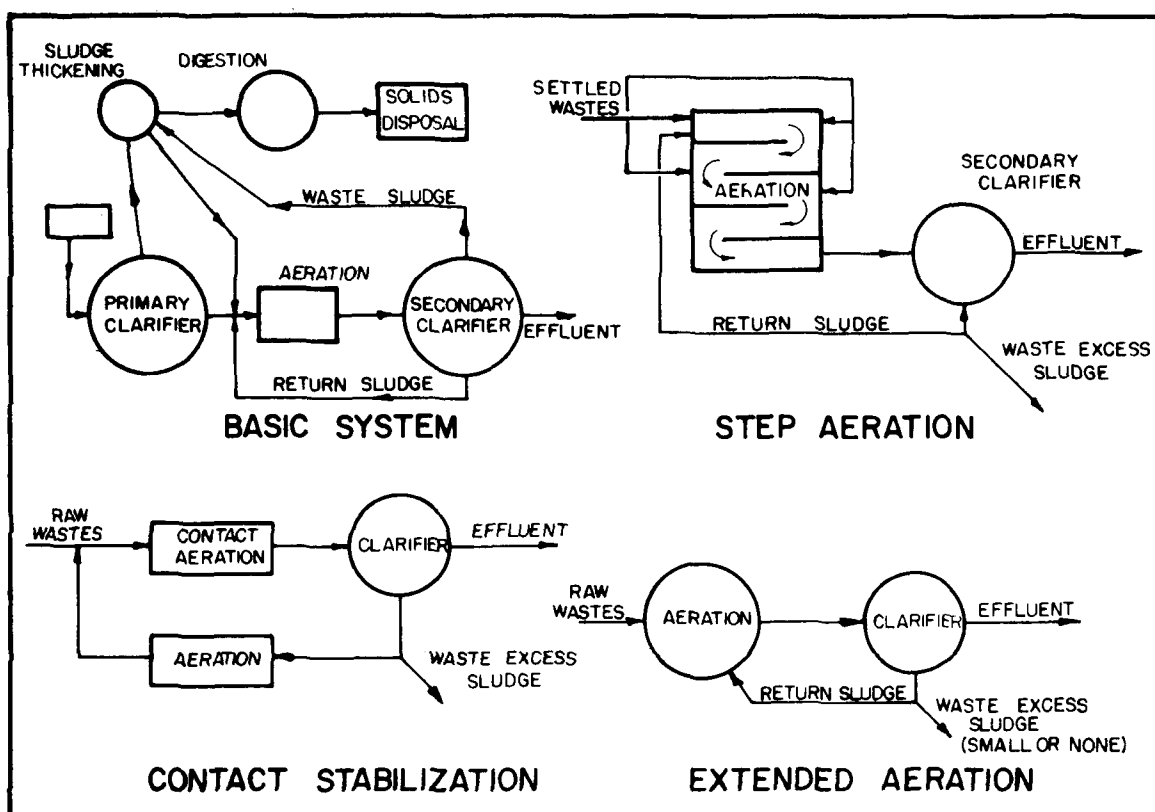 SLUDGE
THICKENING
DIGESTION
SOLIDS
DISPOSAL
WASTE SLUDGE
PRIMARY
CLARIFIER
AERATION
SECONDARY
CLARIFIER
EFFLUENT
RETURN SLUDGE
BASIC SYSTEM
SETTLED
WASTES
AERATION
SECONDARY
CLARIFIER
EFFLUENT
RETURN SLUDGE
WASTE EXCESS
SLUDGE
STEP AERATION
RAW
WASTES
CONTACT
AERATION
CLARIFIER
EFFLUENT
AERATION
WASTE EXCESS
SLUDGE
CONTACT STABILIZATION
RAW
WASTES
AERATION
CLARIFIER
EFFLUENT
RETURN SLUDGE
WASTE EXCESS
SLUDGE
(SMALL OR NONE)
EXTENDED AERATION